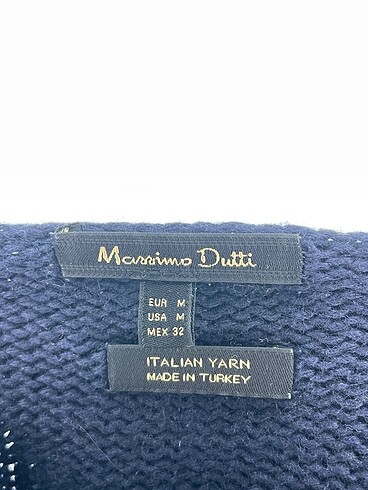 Massimo Dutti
EUR M
USA M
MEX 32
ITALIAN YARN
MADE IN TURKEY